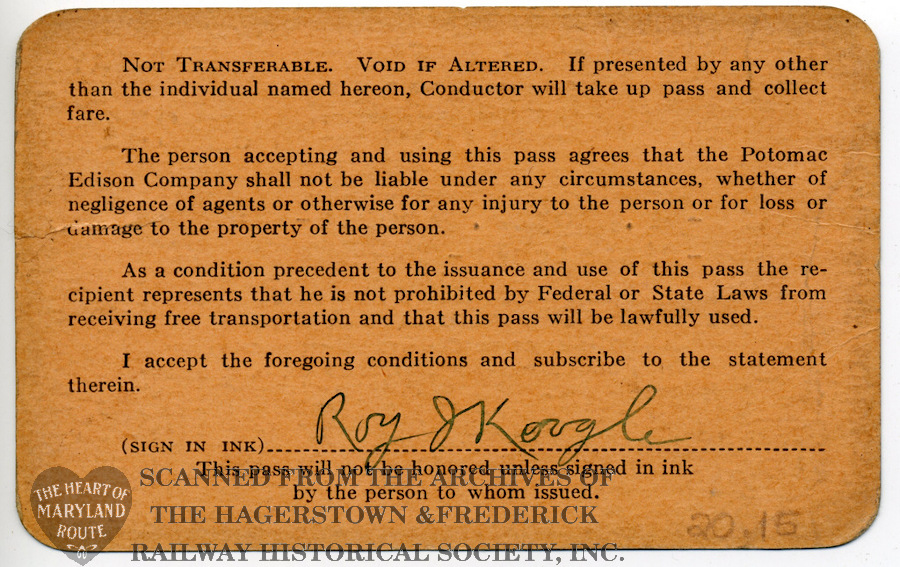 NOT TRANSFERABLE. VOID IF ALTERED. If presented by any other
than the individual named hereon, Conductor will take up pass and collect
fare.
The person accepting and using this pass agrees that the Potomac
Edison Company shall not be liable under any circumstances, whether of
negligence of agents or otherwise for any injury to the person or for loss or
damage to the property of the person.
As a condition precedent to the issuance and use of this pass the re-
cipient represents that he is not prohibited by Federal or State Laws from
receiving free transportation and that this pass will be lawfully used.
I accept the foregoing conditions and subscribe to the statement
therein.
(SIGN IN INK) Roy J Koogle
This pass will not be honored unless signed in ink
by the person to whom issued.
THE HEART OF
MARYLAND
ROUTE
SCANNED FROM THE ARCHIVES OF
THE HAGERSTOWN &FREDERICK
RAILWAY HISTORICAL SOCIETY, INC.
20.15